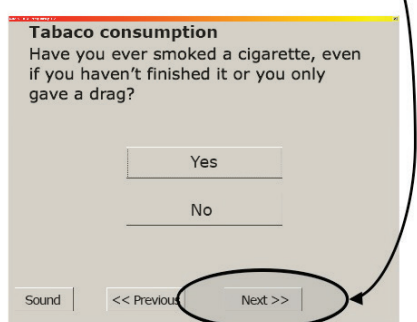 Tabaco consumption
Have you ever smoked a cigarette, even
if you haven't finished it or you only
gave a drag?
Yes
No
Sound << Previous Next >>